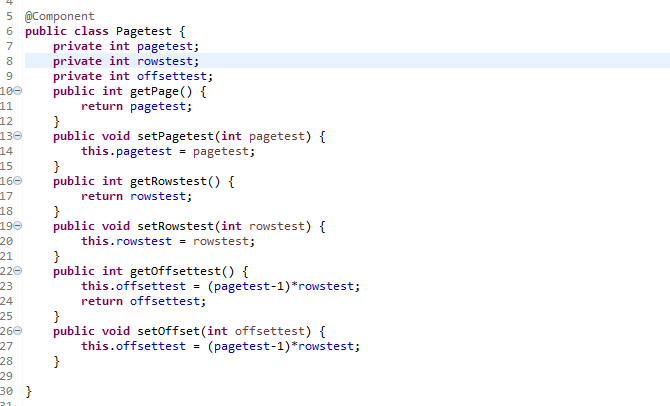 4
5 @Component
6 public class Pagetest {
7     private int pagetest;
8     private int rowstest;
9     private int offsettest;
10     public int getPage() {
11         return pagetest;
12     }
13     public void setPagetest(int pagetest) {
14         this.pagetest = pagetest;
15     }
16     public int getRowstest() {
17         return rowstest;
18     }
19     public void setRowstest(int rowstest) {
20         this.rowstest = rowstest;
21     }
22     public int getOffsettest() {
23         this.offsettest = (pagetest-1)*rowstest;
24         return offsettest;
25     }
26     public void setOffset(int offsettest) {
27         this.offsettest = (pagetest-1)*rowstest;
28     }
29
30 }
31